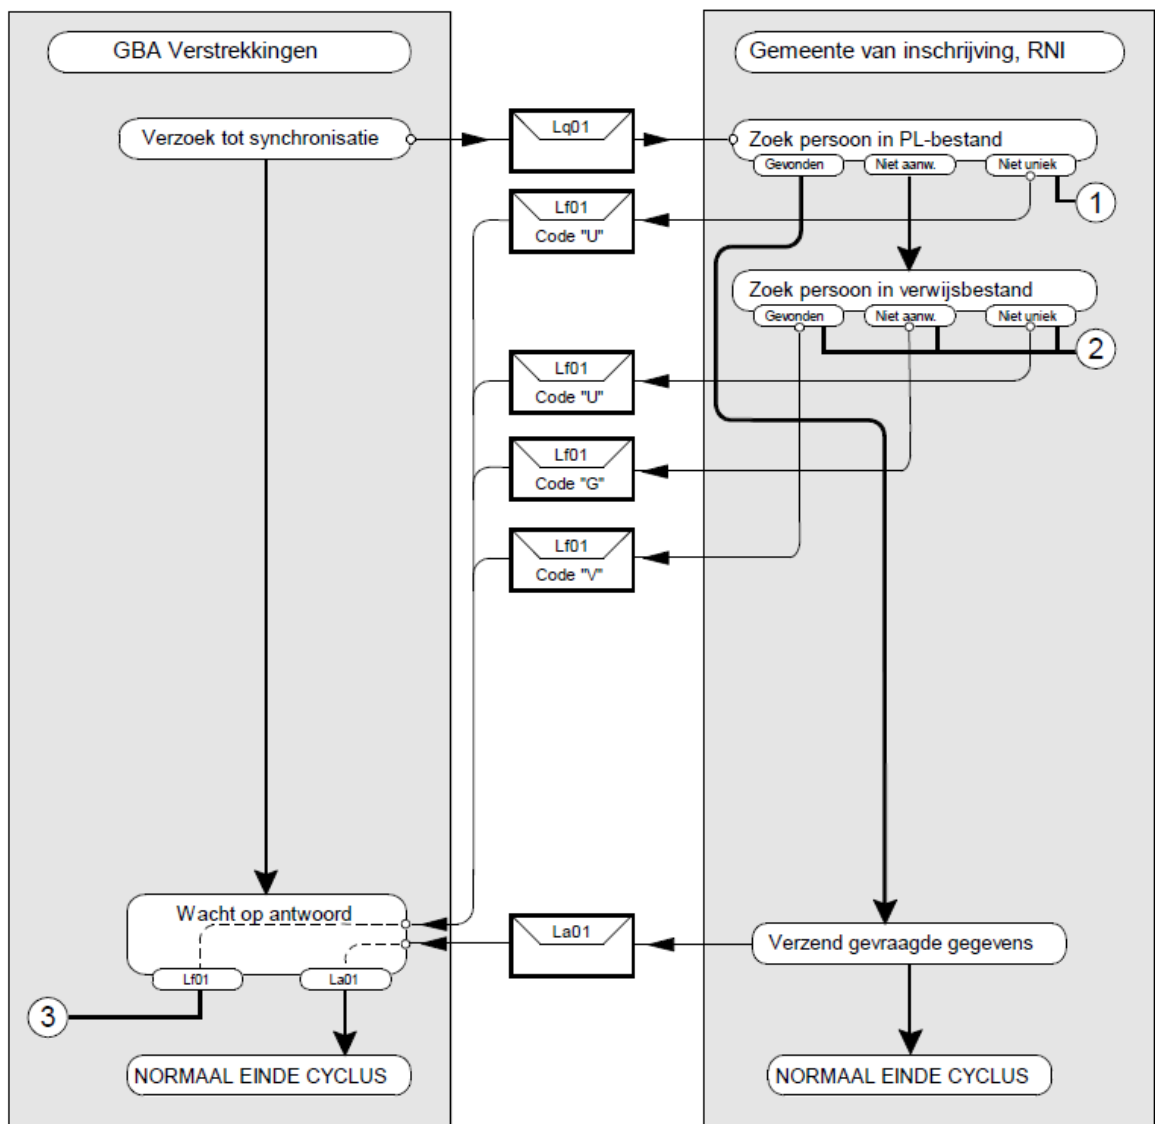 GBA Verstrekkingen
Gemeente van inschrijving, RNI
Verzoek tot synchronisatie
Lq01
Zoek persoon in PL-bestand
Gevonden
Niet aanw.
Niet uniek
1
Lf01
Code "U"
Zoek persoon in verwijsbestand
Gevonden
Niet aanw.
Niet uniek
2
Lf01
Code "U"
Lf01
Code "G"
Lf01
Code "V"
Wacht op antwoord
Lf01
La01
3
La01
Verzend gevraagde gegevens
NORMAAL EINDE CYCLUS
NORMAAL EINDE CYCLUS